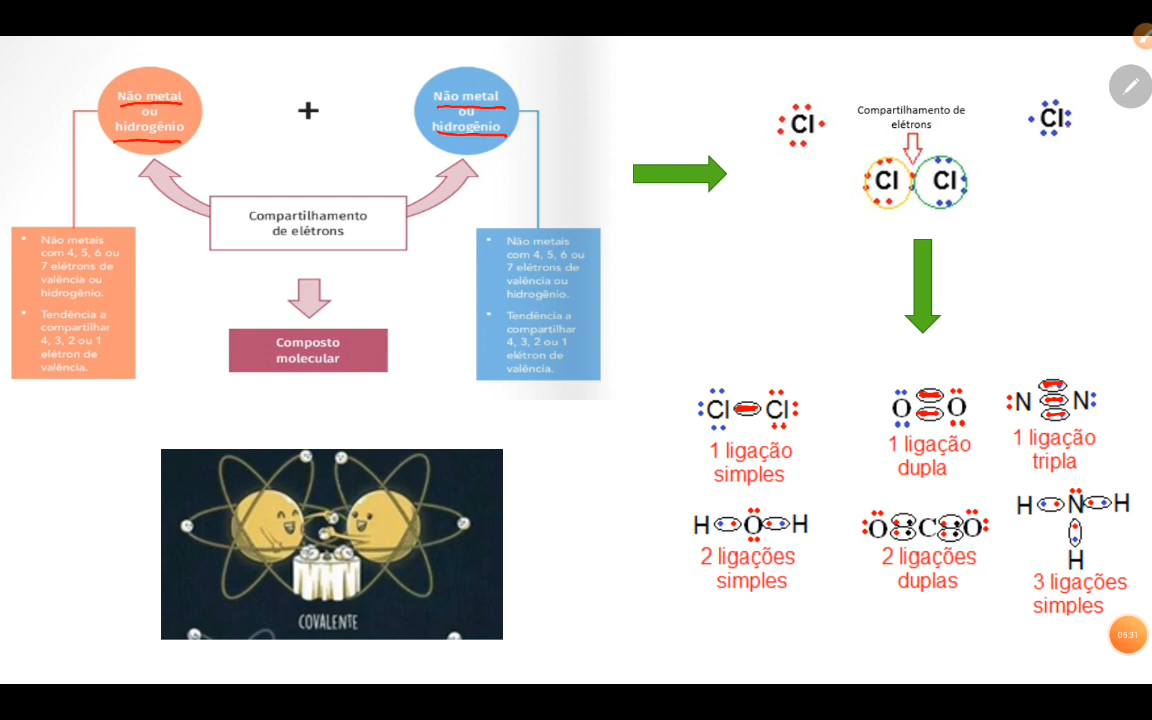 Não metal
ou
hidrogênio
+
Não metal
ou
hidrogênio
Compartilhamento
de elétrons
Não metais
com 4, 5, 6 ou
7 elétrons de
valência ou
hidrogênio.
Tendência a
compartilhar
4, 3, 2 ou 1
elétron de
valência.
Não metais
com 4, 5, 6 ou
7 elétrons de
valência ou
hidrogênio.
Tendência a
compartilhar
4, 3, 2 ou 1
elétron de
valência.
Composto
molecular
COVALENTE
Cl
Compartilhamento de
elétrons
Cl
Cl Cl
Cl Cl
1 ligação
simples
O O
1 ligação
dupla
N N
1 ligação
tripla
H O H
2 ligações
simples
O C O
2 ligações
duplas
H N H
H
3 ligações
simples
05:31